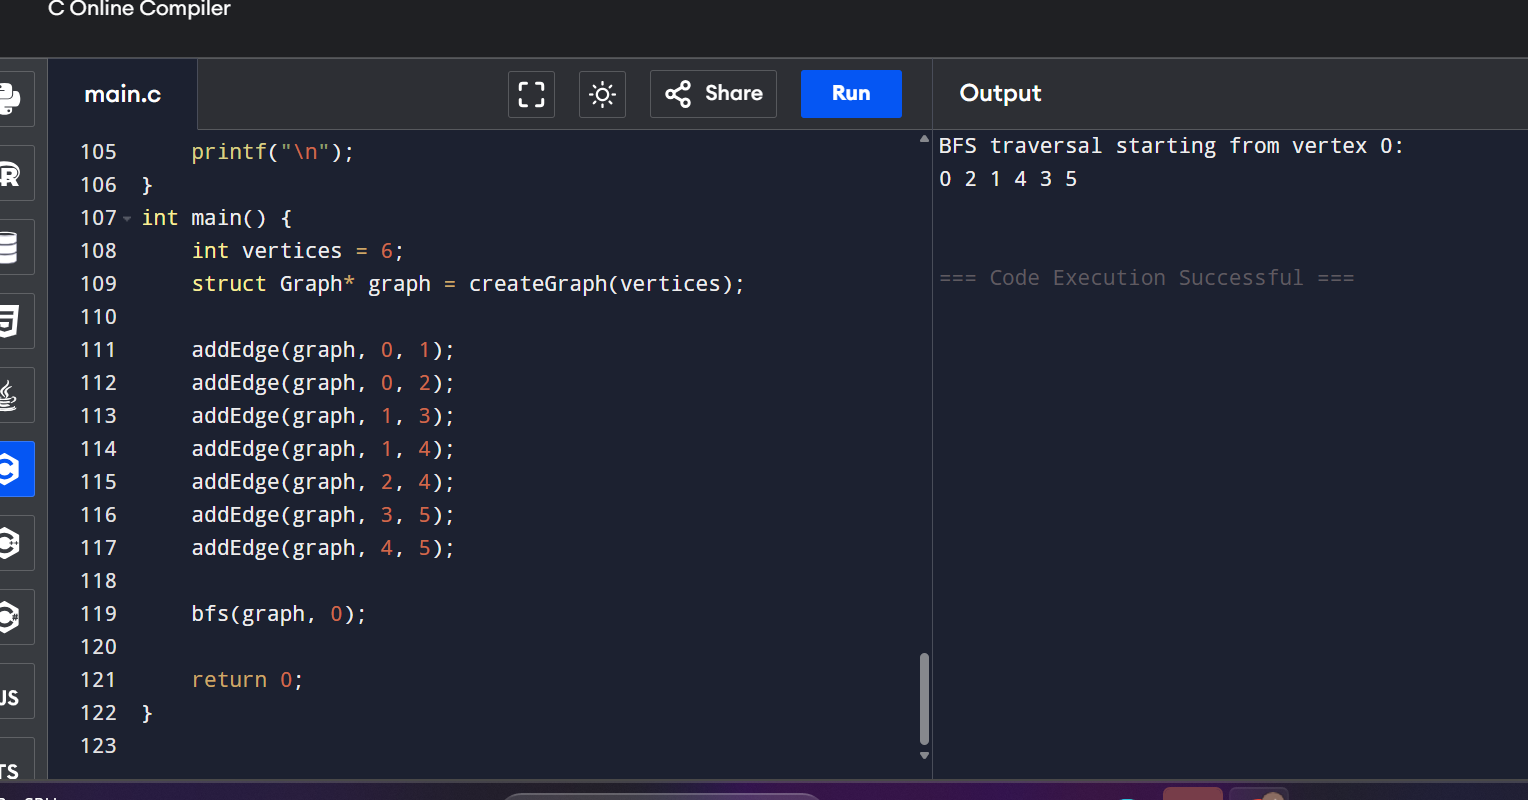 C Online Compiler
main.c
Share
Run
Output
105 printf("\n");
106 }
107 int main() {
108 int vertices = 6;
109 struct Graph* graph = createGraph(vertices);
110
111 addEdge(graph, 0, 1);
112 addEdge(graph, 0, 2);
113 addEdge(graph, 1, 3);
114 addEdge(graph, 1, 4);
115 addEdge(graph, 2, 4);
116 addEdge(graph, 3, 5);
117 addEdge(graph, 4, 5);
118
119 bfs(graph, 0);
120
121 return 0;
122 }
123
BFS traversal starting from vertex 0:
0 2 1 4 3 5
=== Code Execution Successful ===
R
JS
TS